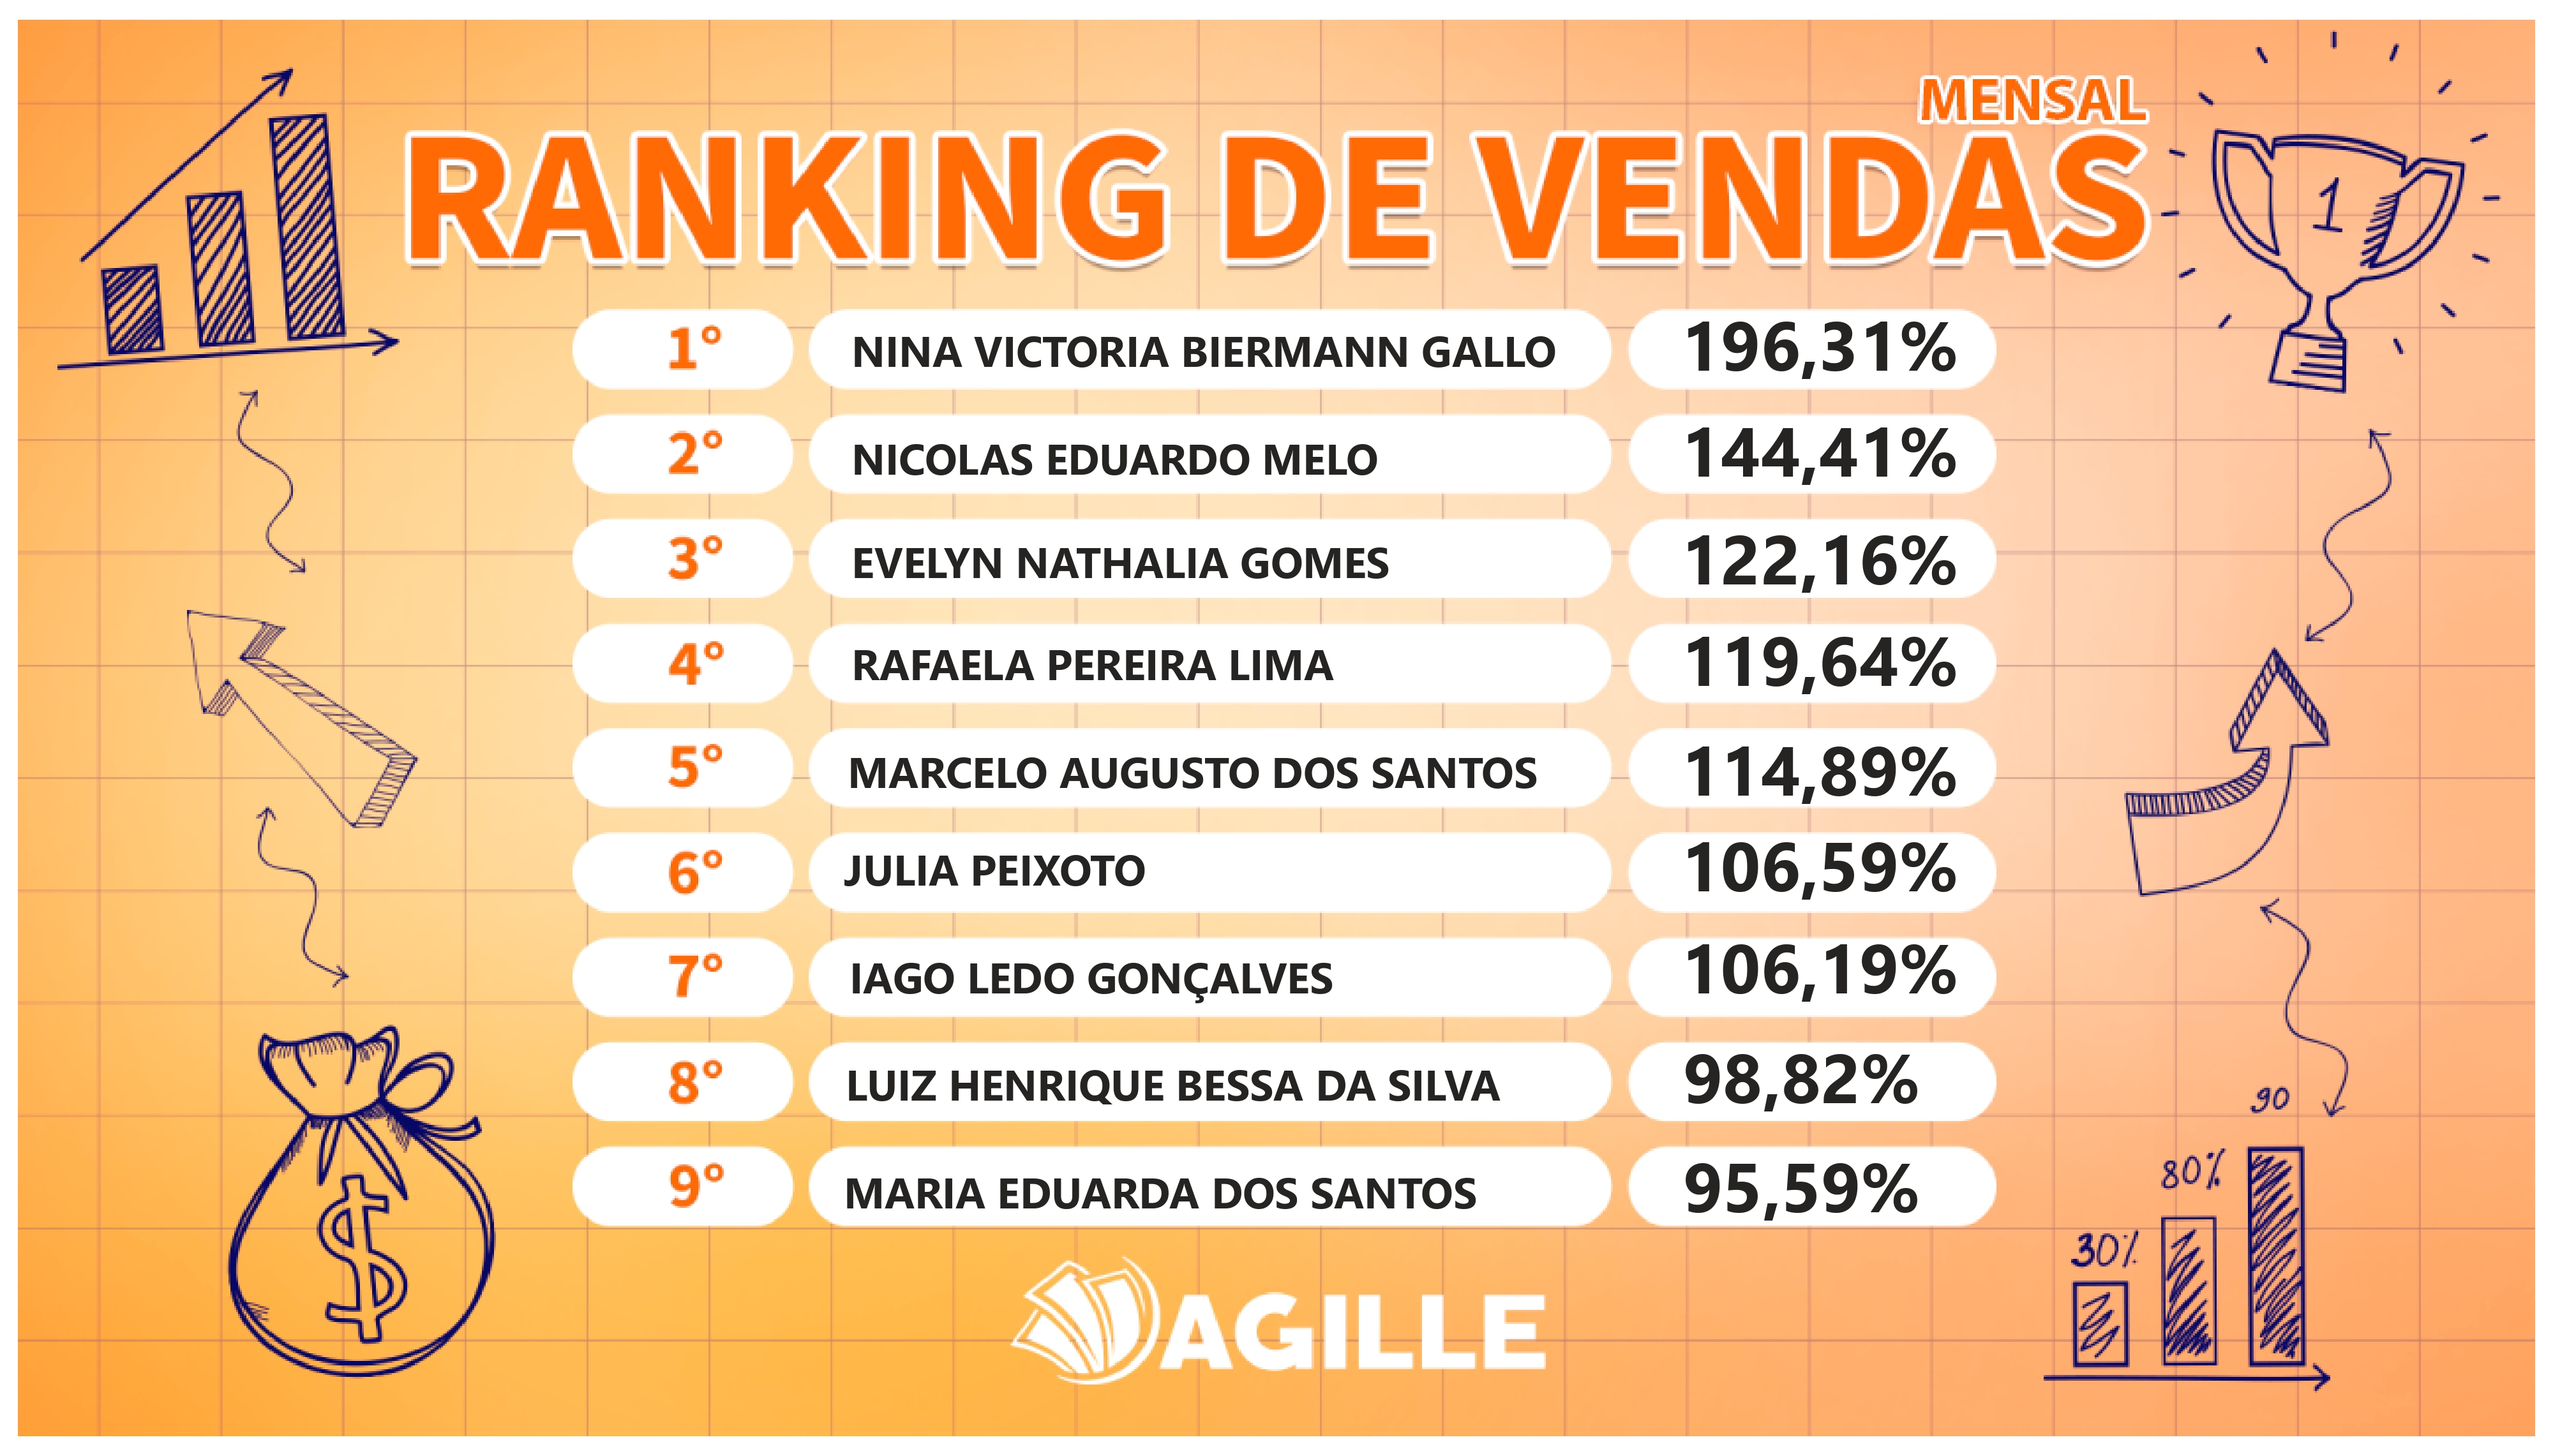 MENSAL
RANKING DE VENDAS
1
1° NINA VICTORIA BIERMANN GALLO 196,31%
2° NICOLAS EDUARDO MELO 144,41%
3° EVELYN NATHALIA GOMES 122,16%
4° RAFAELA PEREIRA LIMA 119,64%
5° MARCELO AUGUSTO DOS SANTOS 114,89%
6° JULIA PEIXOTO 106,59%
7° IAGO LEDO GONÇALVES 106,19%
8° LUIZ HENRIQUE BESSA DA SILVA 98,82%
9° MARIA EDUARDA DOS SANTOS 95,59%
90
80%
30%
$
AGILLE